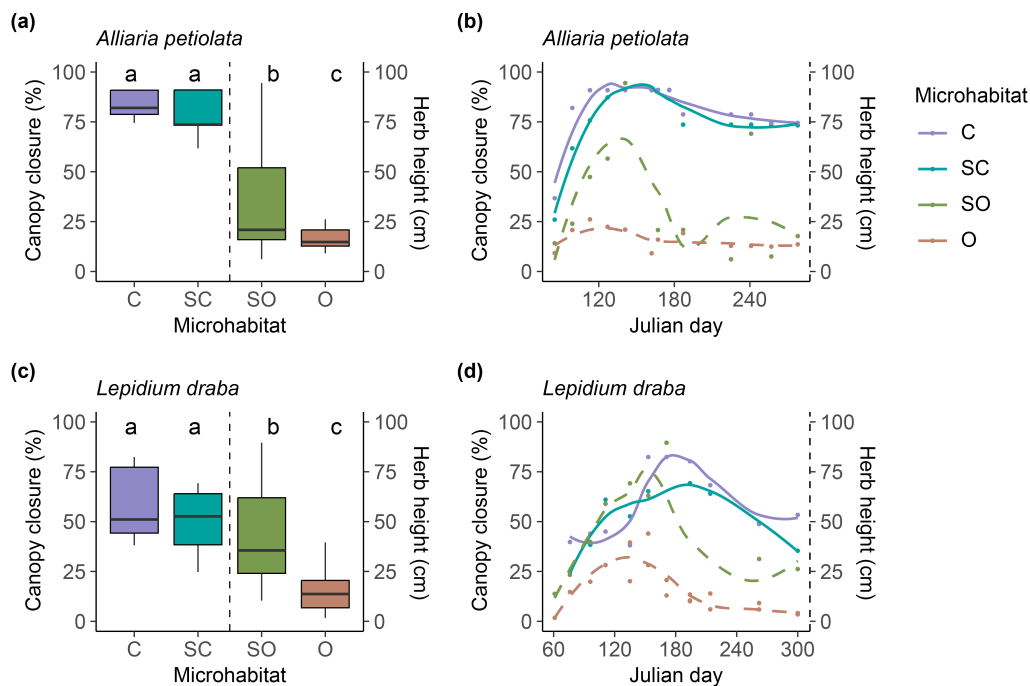 (a)
Alliaria petiolata
Canopy closure (%)
100
75
50
25
0
a a b c
100
75
50
25
0
Herb height (cm)
C SC SO O
Microhabitat
(b)
Alliaria petiolata
Canopy closure (%)
100
75
50
25
0
100
75
50
25
0
Herb height (cm)
120 180 240
Julian day
Microhabitat
C
SC
SO
O
(c)
Lepidium draba
Canopy closure (%)
100
75
50
25
0
a a b c
100
75
50
25
0
Herb height (cm)
C SC SO O
Microhabitat
(d)
Lepidium draba
Canopy closure (%)
100
75
50
25
0
100
75
50
25
0
Herb height (cm)
60 120 180 240 300
Julian day